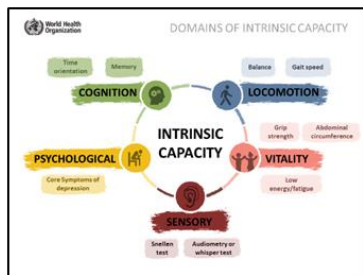 World Health
Organization
DOMAINS OF INTRINSIC CAPACITY
Time
orientation
Memory
COGNITION
Balance
Gait speed
LOCOMOTION
INTRINSIC
CAPACITY
Grip
strength
Abdominal
circumference
PSYCHOLOGICAL
VITALITY
Core Symptoms of
depression
Low
energy/fatigue
SENSORY
Snellen
test
Audiometry or
whisper test